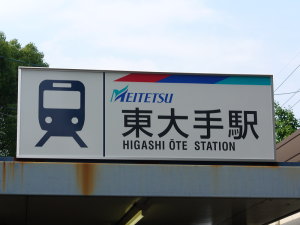 MEITETSU
東大手駅
HIGASHI ŌTE STATION